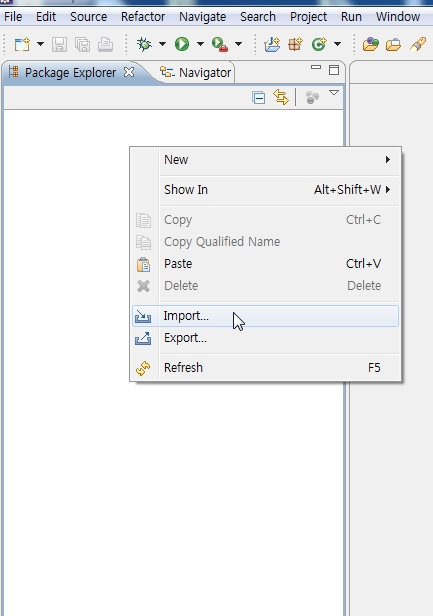 File Edit Source Refactor Navigate Search Project Run Window
Package Explorer Navigator
New
Show In Alt+Shift+W
Copy Ctrl+C
Copy Qualified Name
Paste Ctrl+V
Delete Delete
Import...
Export...
Refresh F5